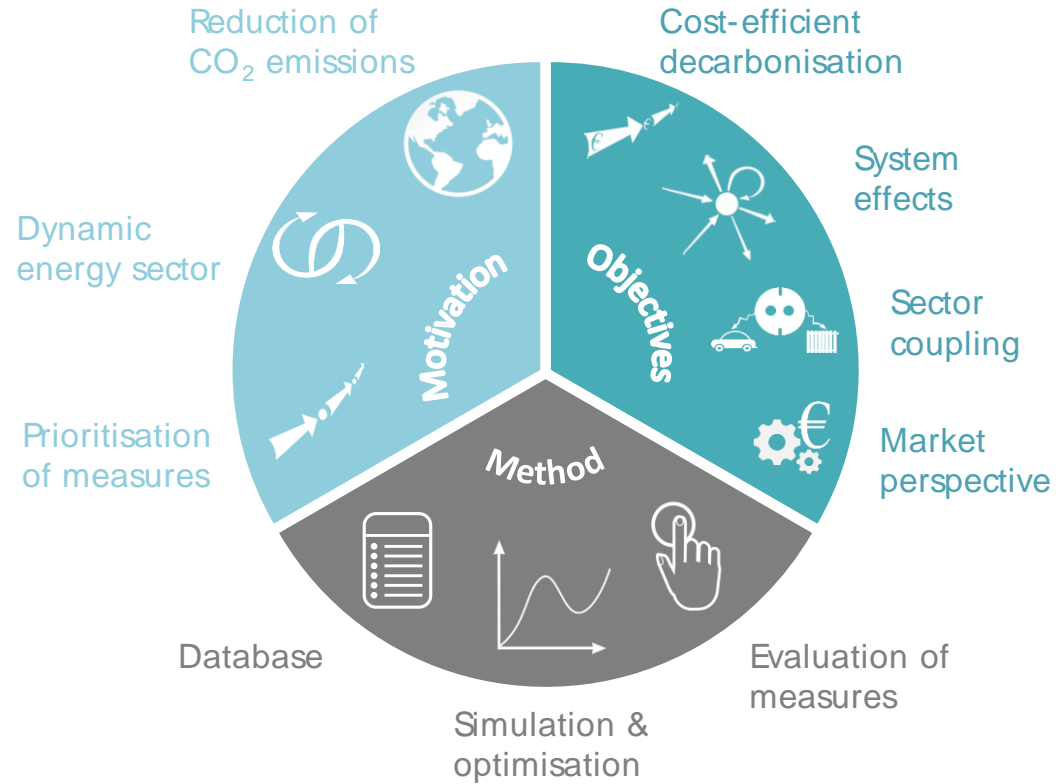 Reduction of
CO₂ emissions
Dynamic
energy sector
Prioritisation
of measures
Motivation
Cost-efficient
decarbonisation
System
effects
Sector
coupling
Market
perspective
Objectives
€
€
€
Method
Database
Simulation &
optimisation
Evaluation of
measures